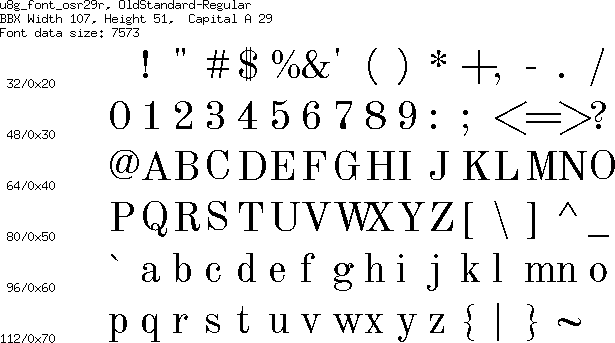 u8g_font_osr29r, OldStandard-Regular
BBX Width 107, Height 51,  Capital A 29
Font data size: 7573
32/0x20 ! " # $ % & ' ( ) * + , - . /
48/0x30 0 1 2 3 4 5 6 7 8 9 : ; < = > ?
64/0x40 @ A B C D E F G H I J K L M N O
80/0x50 P Q R S T U V W X Y Z [ \ ] ^ _
96/0x60 ` a b c d e f g h i j k l m n o
112/0x70 p q r s t u v w x y z { | } ~